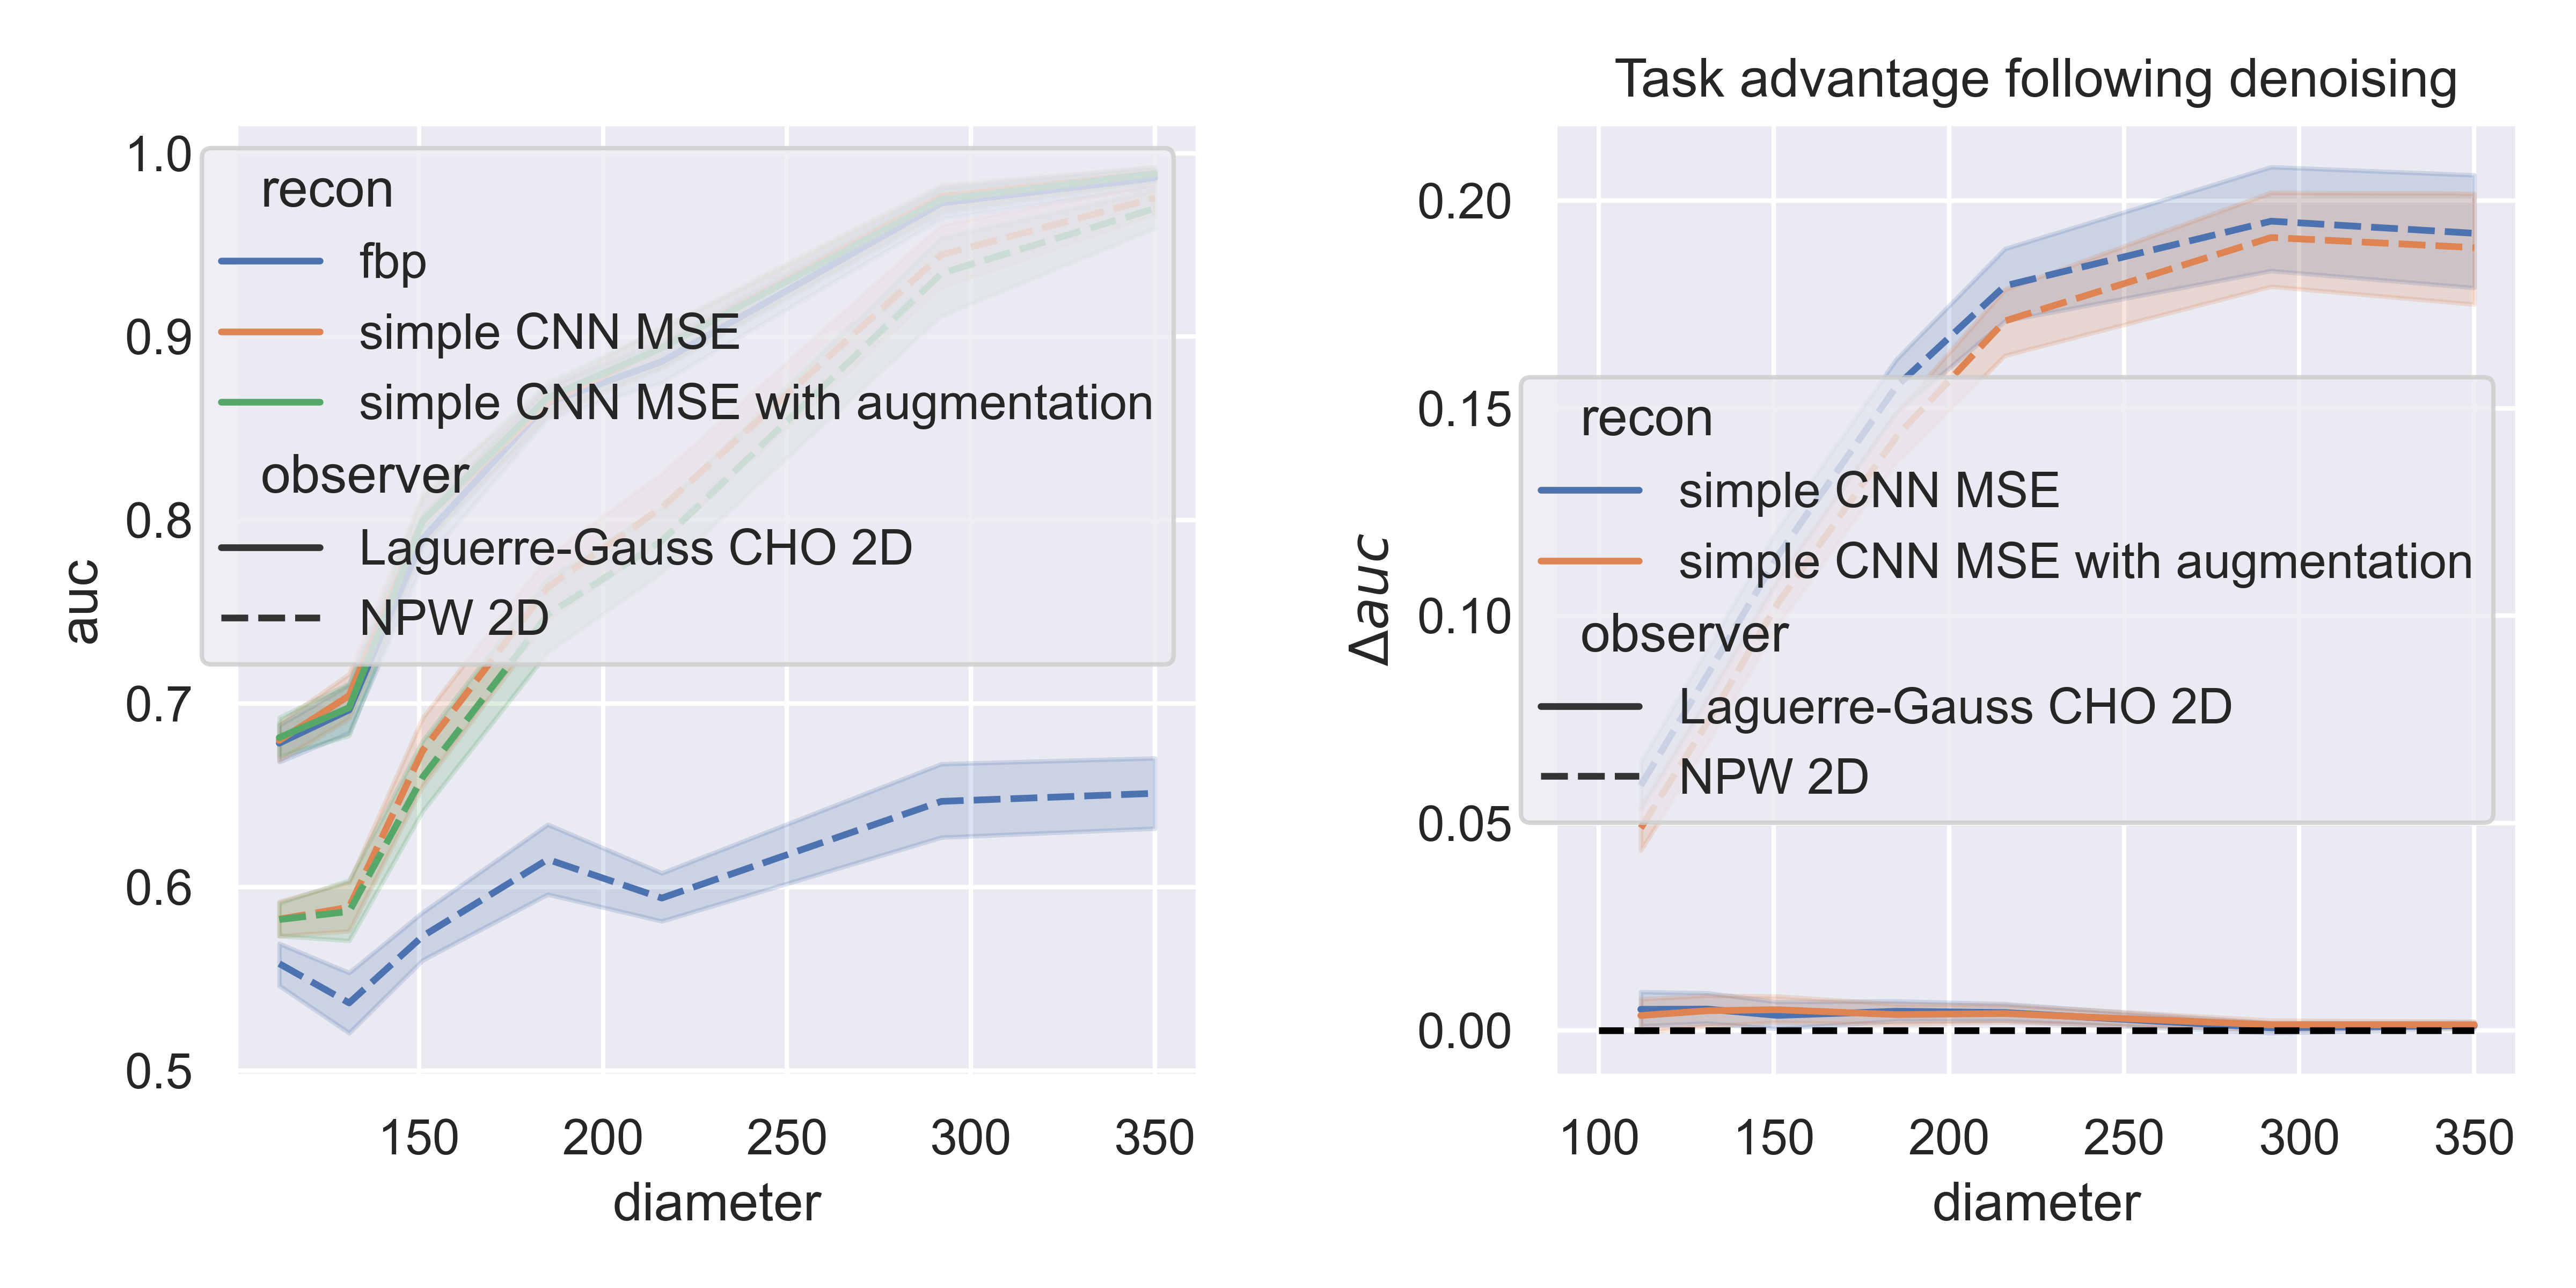 1.0
0.9
0.8
0.7
0.6
0.5
auc
recon
fbp
simple CNN MSE
simple CNN MSE with augmentation
observer
Laguerre-Gauss CHO 2D
NPW 2D
150 200 250 300 350
diameter
Task advantage following denoising
0.20
0.15
0.10
0.05
0.00
Δauc
recon
simple CNN MSE
simple CNN MSE with augmentation
observer
Laguerre-Gauss CHO 2D
NPW 2D
100 150 200 250 300 350
diameter